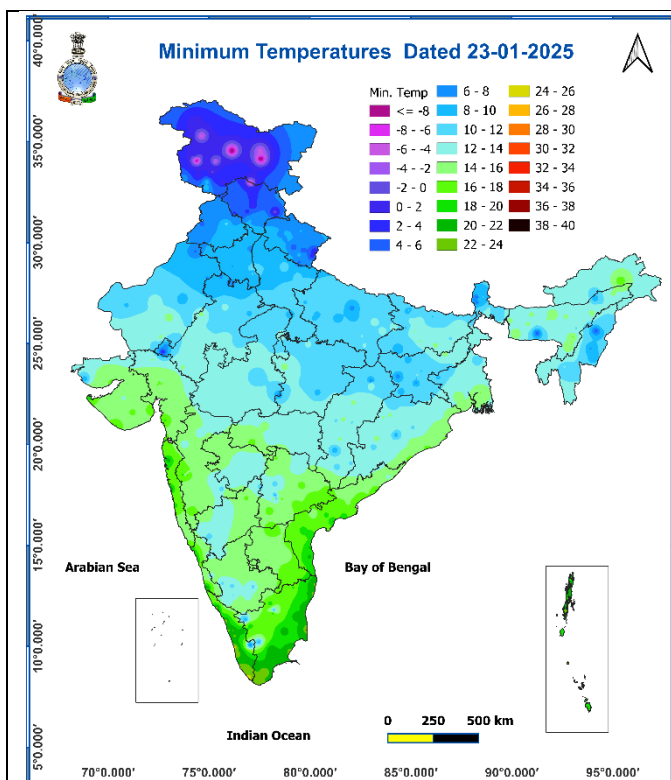 Minimum Temperatures Dated 23-01-2025
Min. Temp
<= -8
-8 - -6
-6 - -4
-4 - -2
-2 - 0
0 - 2
2 - 4
4 - 6
6 - 8
8 - 10
10 - 12
12 - 14
14 - 16
16 - 18
18 - 20
20 - 22
22 - 24
24 - 26
26 - 28
28 - 30
30 - 32
32 - 34
34 - 36
36 - 38
38 - 40
40°0.000'
35°0.000'
30°0.000'
25°0.000'
20°0.000'
15°0.000'
10°0.000'
5°0.000'
Arabian Sea
Bay of Bengal
Indian Ocean
0 250 500 km
70°0.000' 75°0.000' 80°0.000' 85°0.000' 90°0.000' 95°0.000'